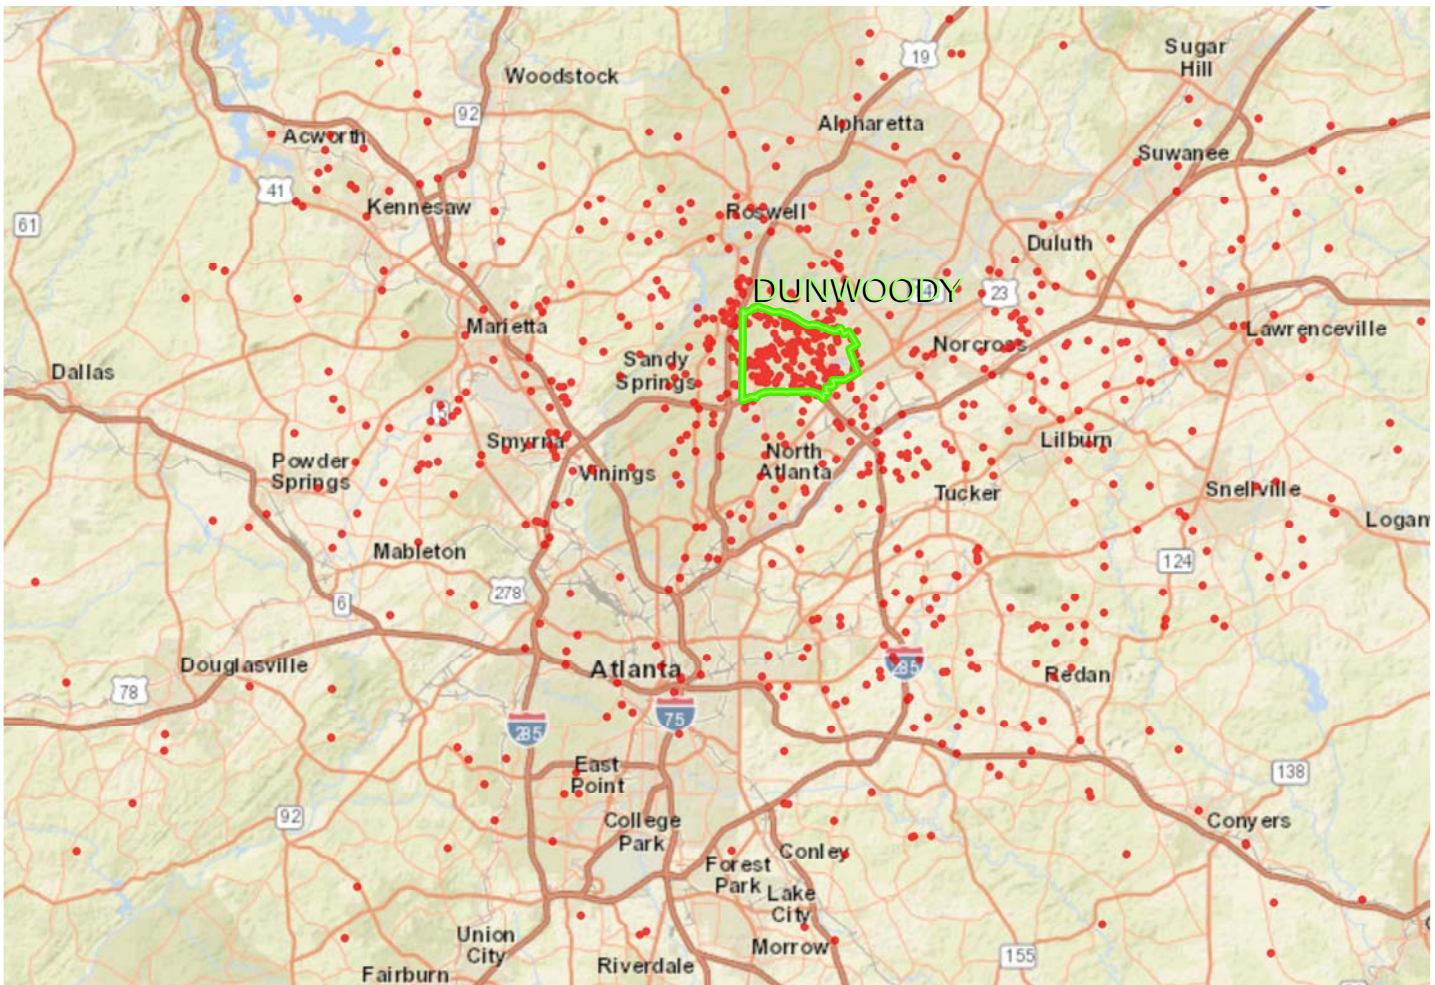 Woodstock
19
Sugar
Hill
92
Acworth
Alpharetta
Suwanee
41
Kennesaw
Roswell
61
Duluth
DUNWOODY
23
Marietta
Lawrenceville
Norcross
Sandy
Springs
Dallas
Smyrna
Lilburn
North
Atlanta
Powder
Springs
Vinings
Tucker
Snellville
Logan
Mableton
124
278
6
Douglasville
Atlanta
285
Redan
78
75
285
East
Point
138
92
College
Park
Conyers
Conley
Forest
Park
Lake
City
Union
City
Morrow
155
Fairburn
Riverdale